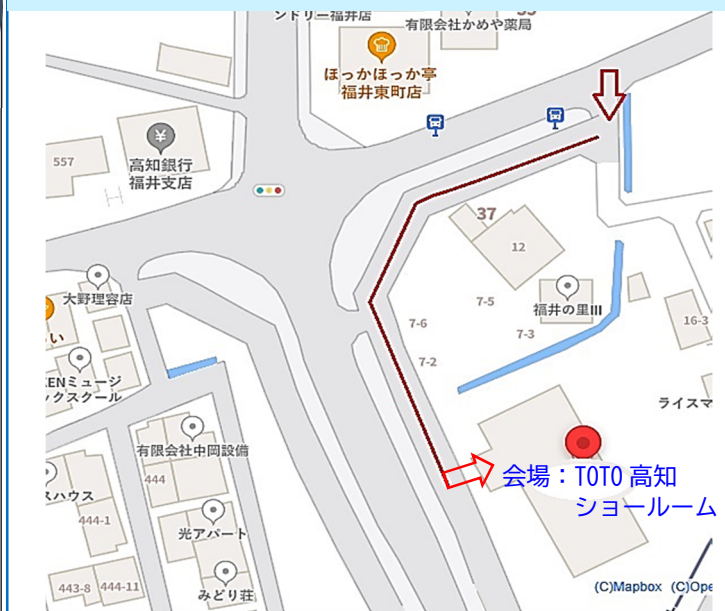 ンドリー福井店
有限会社かめや薬局
ほっかほっか亭
福井東町店
557
高知銀行
福井支店
37
12
大野理容店
7-5
福井の里III
7-6
7-3
16-3
い
7-2
KENミュージ
ックスクール
ライスマ
有限会社中岡設備
444
会場：TOTO 高知
ショールーム
スハウス
444-1
光アパート
443-8
444-11
みどり荘
(C)Mapbox (C)Ope